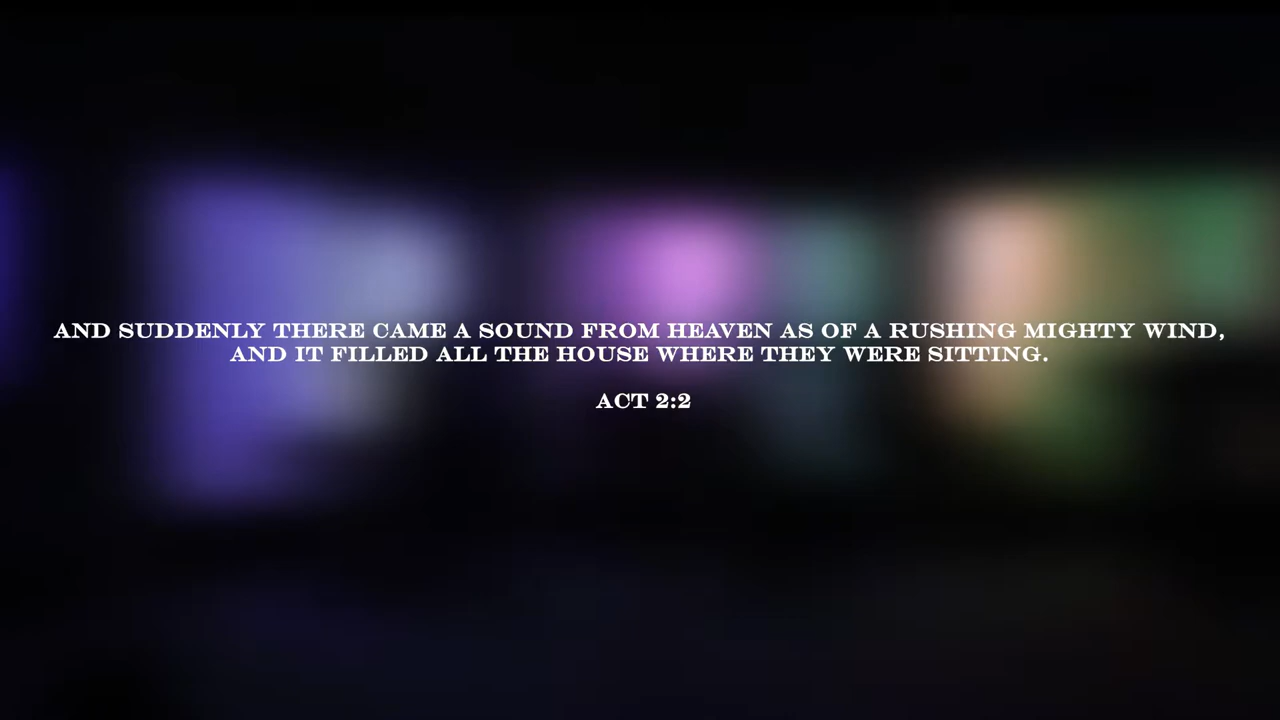 AND SUDDENLY THERE CAME A SOUND FROM HEAVEN AS OF A RUSHING MIGHTY WIND,
AND IT FILLED ALL THE HOUSE WHERE THEY WERE SITTING.
ACT 2:2